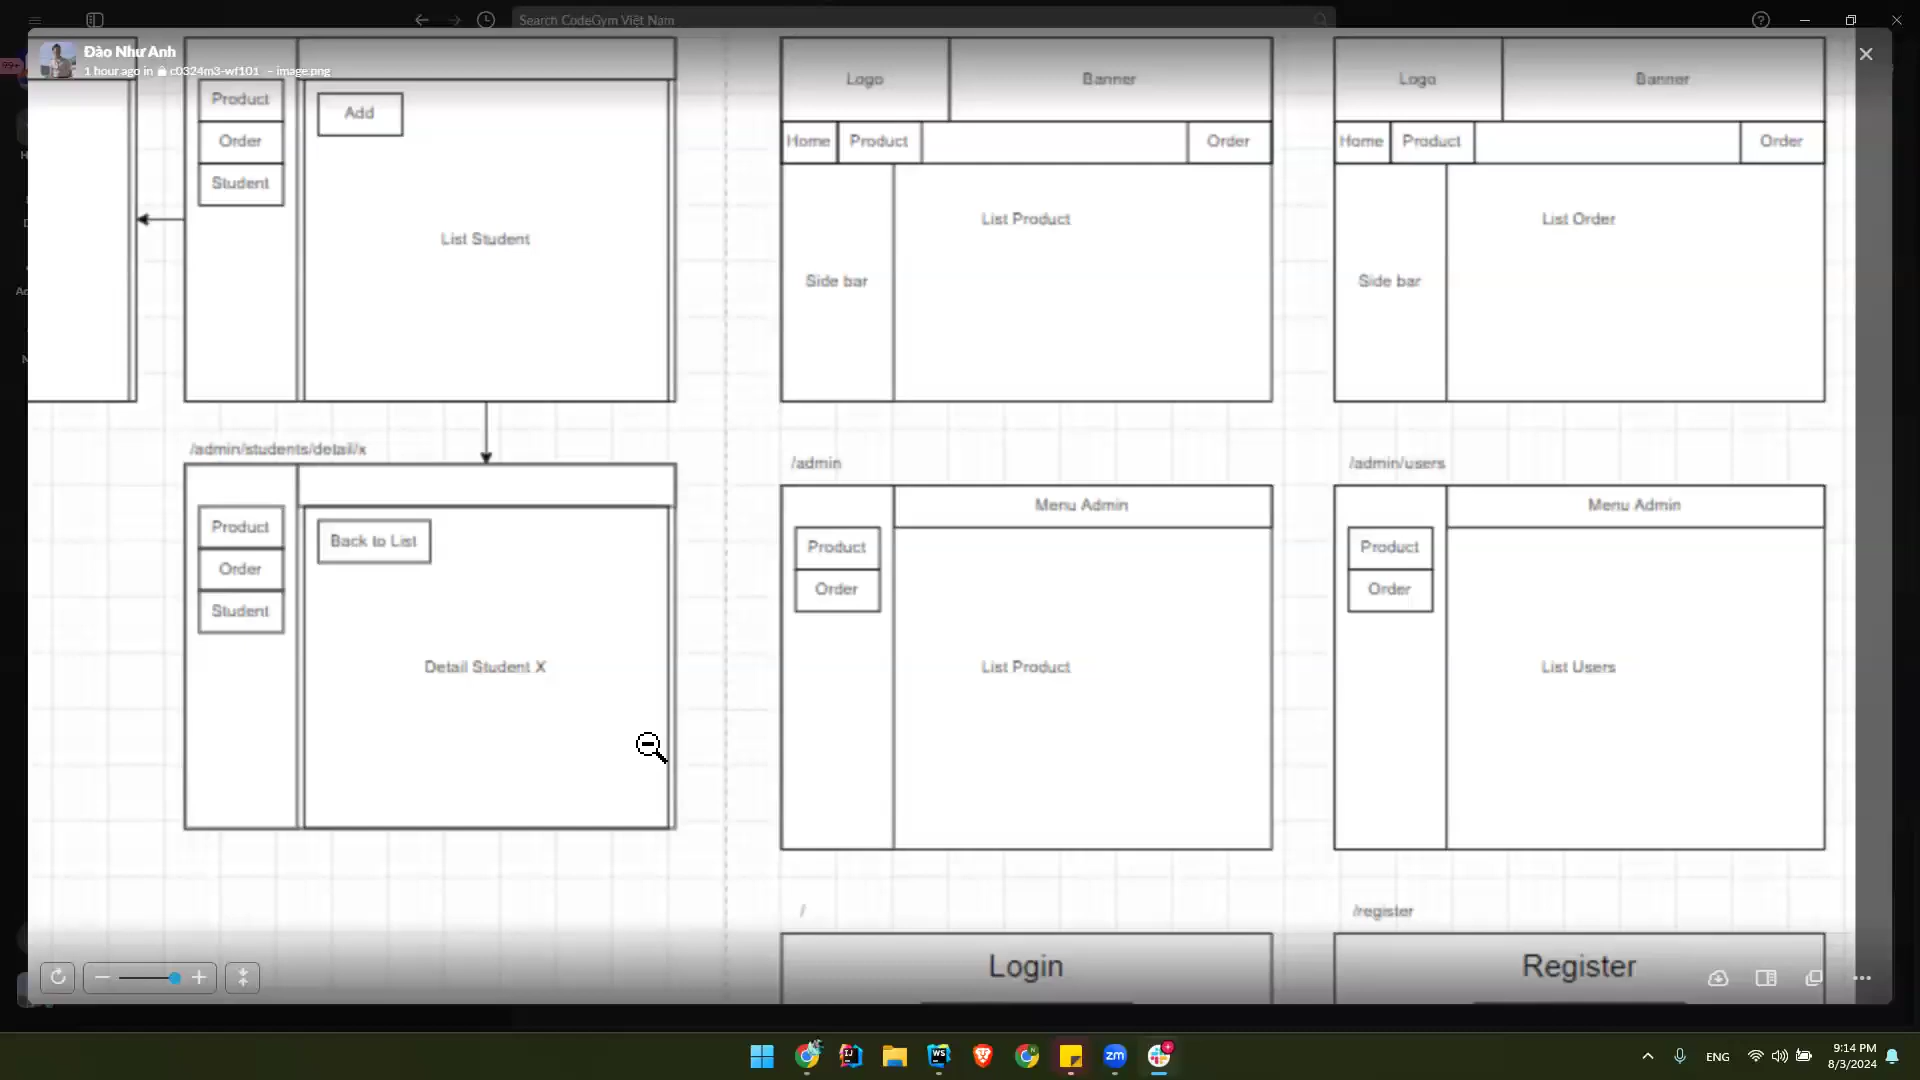 Search CodeGym Việt Nam
Đào Như Anh
1 hour ago in c0324m3-wf101 – image.png
99+
Product
Order
Student
Add
List Student
Logo
Banner
Home
Product
Order
Side bar
List Product
Logo
Banner
Home
Product
Order
Side bar
List Order
/admin/students/detail/x
Product
Order
Student
Back to List
Detail Student X
/admin
Menu Admin
Product
Order
List Product
/admin/users
Menu Admin
Product
Order
List Users
/
Login
/register
Register
ENG
9:14 PM
8/3/2024